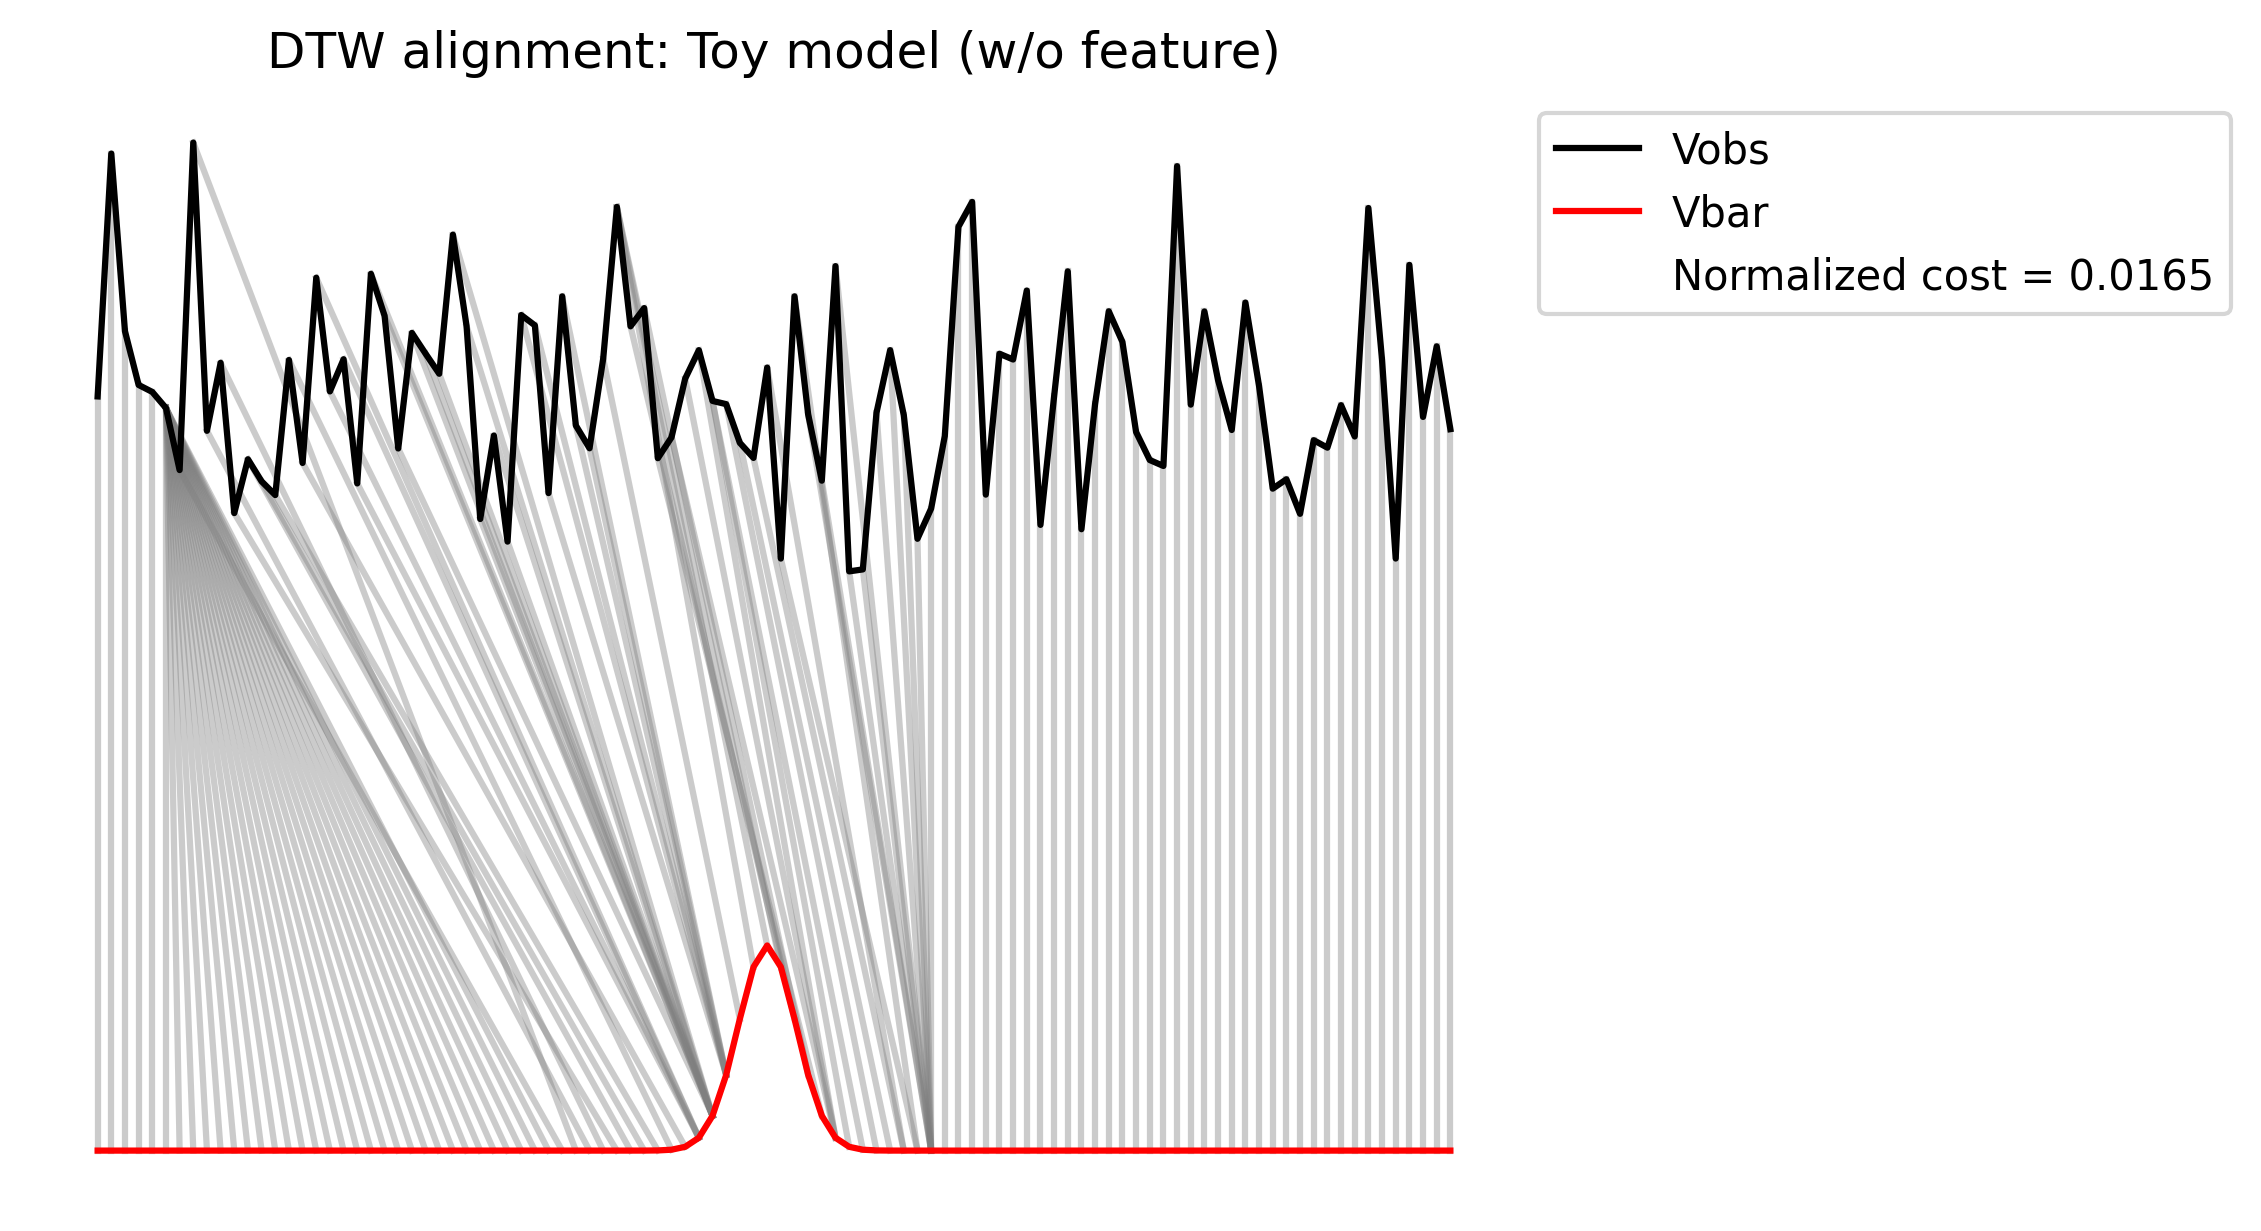 DTW alignment: Toy model (w/o feature)
Vobs
Vbar
Normalized cost = 0.0165